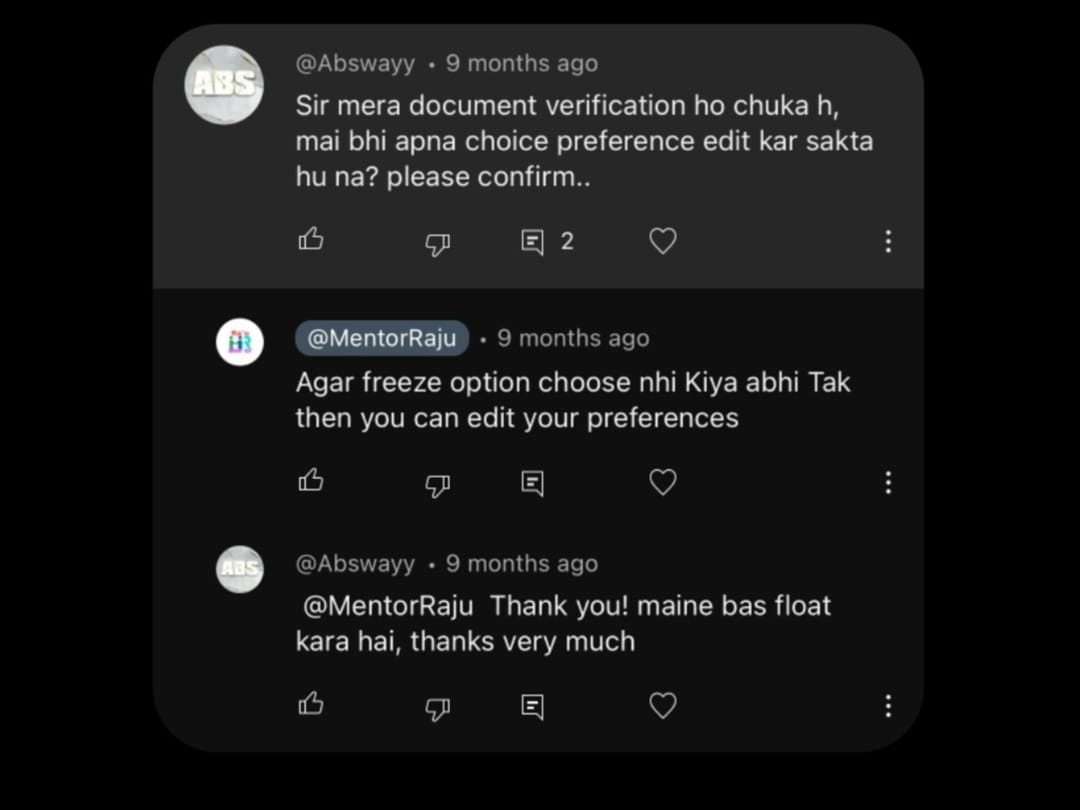 ABS
@Abswayy • 9 months ago
Sir mera document verification ho chuka h,
mai bhi apna choice preference edit kar sakta
hu na? please confirm..
2
@MentorRaju • 9 months ago
Agar freeze option choose nhi Kiya abhi Tak
then you can edit your preferences
ABS
@Abswayy • 9 months ago
@MentorRaju Thank you! maine bas float
kara hai, thanks very much